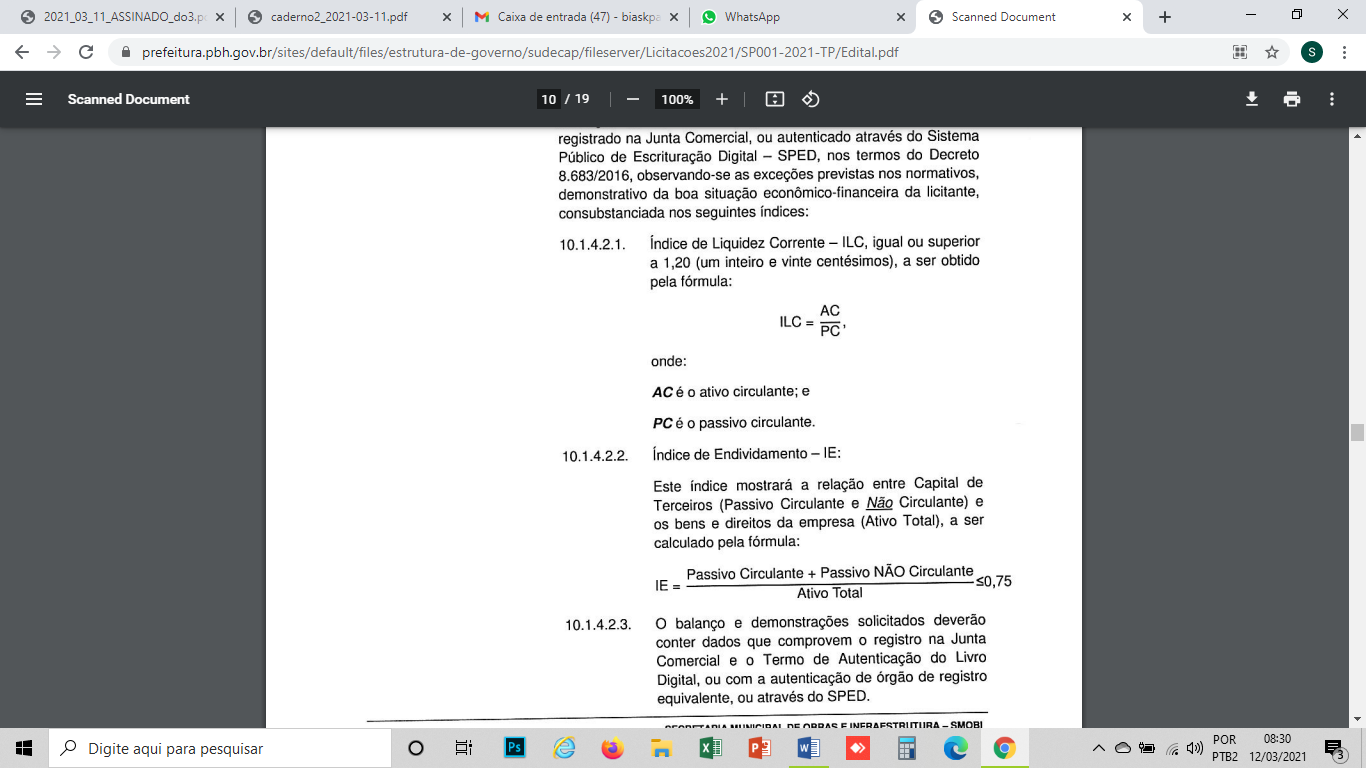 2021_03_11_ASSINADO_do3.p
caderno2_2021-03-11.pdf
Caixa de entrada (47) - biaskpa
WhatsApp
Scanned Document
prefeitura.pbh.gov.br/sites/default/files/estrutura-de-governo/sudecap/fileserver/Licitacoes2021/SP001-2021-TP/Edital.pdf
S
Scanned Document
10 / 19
100%
registrado na Junta Comercial, ou autenticado através do Sistema
Público de Escrituração Digital – SPED, nos termos do Decreto
8.683/2016, observando-se as exceções previstas nos normativos,
demonstrativo da boa situação econômico-financeira da licitante,
consubstanciada nos seguintes índices:
10.1.4.2.1. Índice de Liquidez Corrente – ILC, igual ou superior
a 1,20 (um inteiro e vinte centésimos), a ser obtido
pela fórmula:
ILC = AC
PC,
onde:
AC é o ativo circulante; e
PC é o passivo circulante.
10.1.4.2.2. Índice de Endividamento – IE:
Este índice mostrará a relação entre Capital de
Terceiros (Passivo Circulante e Não Circulante) e
os bens e direitos da empresa (Ativo Total), a ser
calculado pela fórmula:
IE = Passivo Circulante + Passivo NÃO Circulante ≤0,75
Ativo Total
10.1.4.2.3. O balanço e demonstrações solicitados deverão
conter dados que comprovem o registro na Junta
Comercial e o Termo de Autenticação do Livro
Digital, ou com a autenticação de órgão de registro
equivalente, ou através do SPED.
SECRETARIA MUNICIPAL DE OBRAS E INFRAESTRUTURA – SMOBI
Digite aqui para pesquisar
Ps
POR
PTB2
08:30
12/03/2021
3